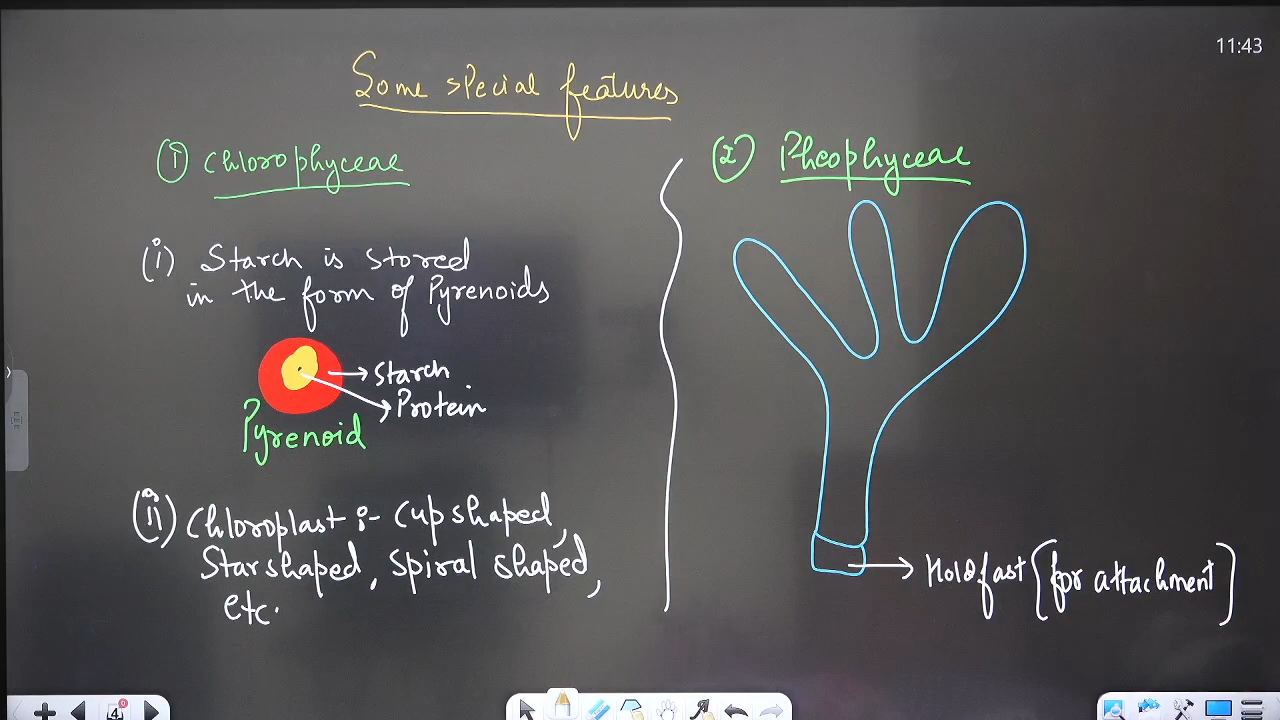 11:43
Some special features
① Chlorophyceae
(i) Starch is stored
in the form of Pyrenoids
Starch
Protein
Pyrenoid
(ii) Chloroplast :- Cup shaped,
Star shaped, Spiral shaped,
etc.
② Pheophyceae
Holdfast (for attachment)
4
9